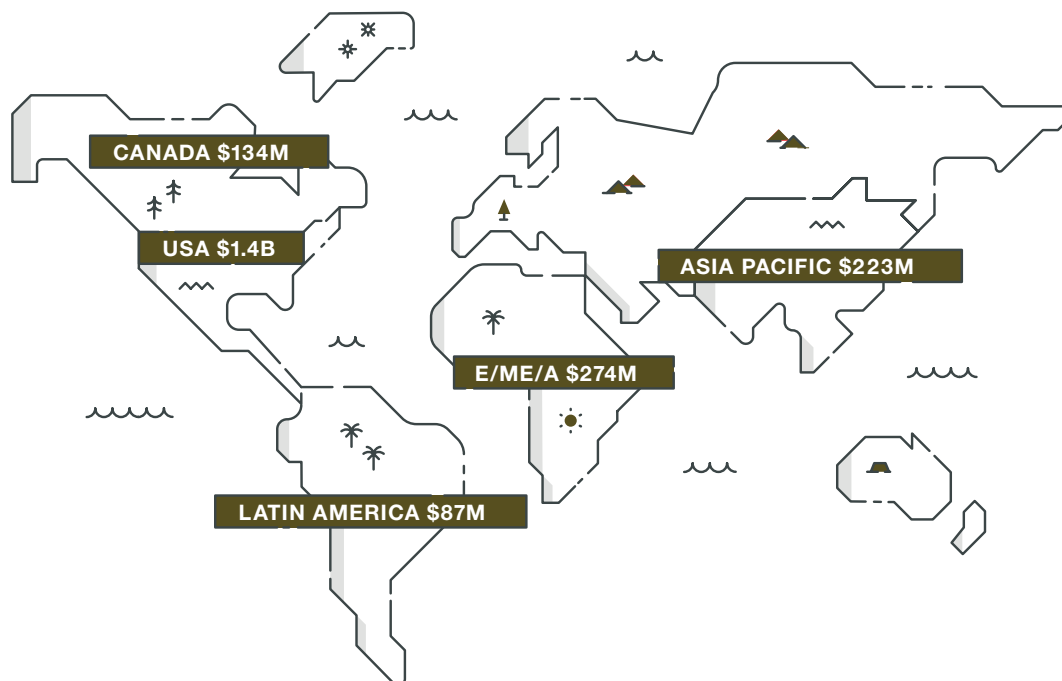 CANADA $134M
USA $1.4B
ASIA PACIFIC $223M
E/ME/A $274M
LATIN AMERICA $87M